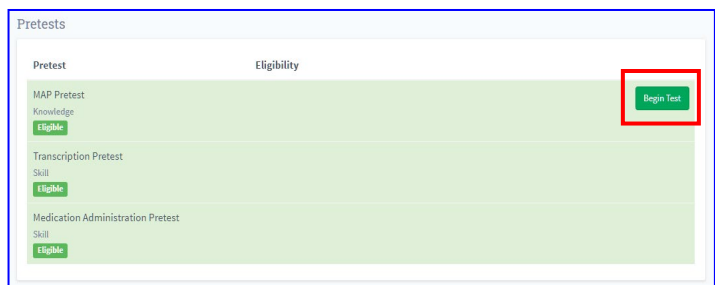 Pretests
Pretest Eligibility
MAP Pretest
Begin Test
Knowledge
Eligible
Transcription Pretest
Skill
Eligible
Medication Administration Pretest
Skill
Eligible